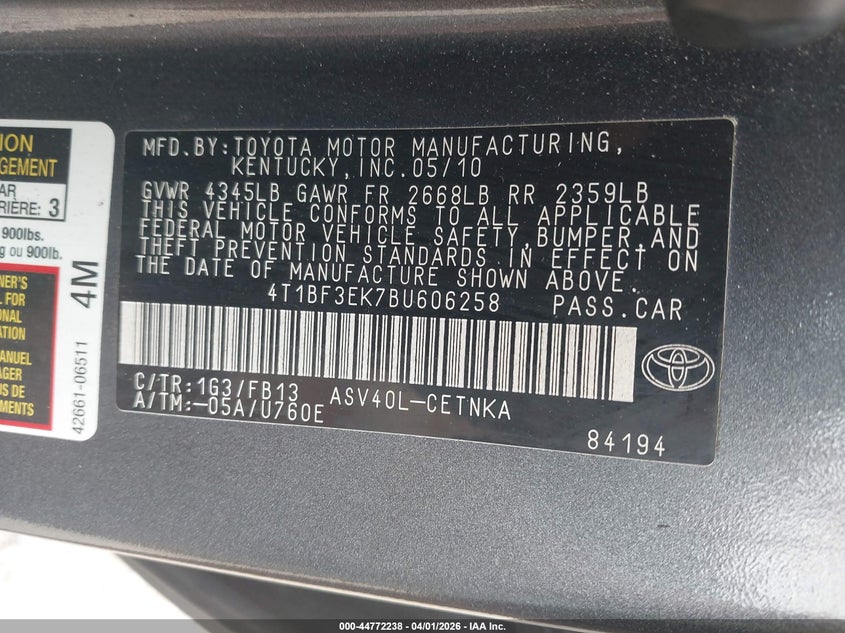 ION
GEMENT
AR
RIÈRE: 3
900lbs.
g ou 900lb.
4M
NER'S
L FOR
ONAL
ATION
ANUEL
AGER
US DE
NTS
42661-06511
MFD.BY:TOYOTA MOTOR MANUFACTURING,
KENTUCKY,INC.05/10
GVWR 4345LB GAWR FR 2668LB RR 2359LB
THIS VEHICLE CONFORMS TO ALL APPLICABLE
FEDERAL MOTOR VEHICLE SAFETY,BUMPER,AND
THEFT PREVENTION STANDARDS IN EFFECT ON
THE DATE OF MANUFACTURE SHOWN ABOVE.
4T1BF3EK7BU606258 PASS.CAR
C/TR:1G3/FB13 ASV40L-CETNKA
A/TM:-05A/U760E
84194
000-44772238 - 04/01/2026 - IAA Inc.